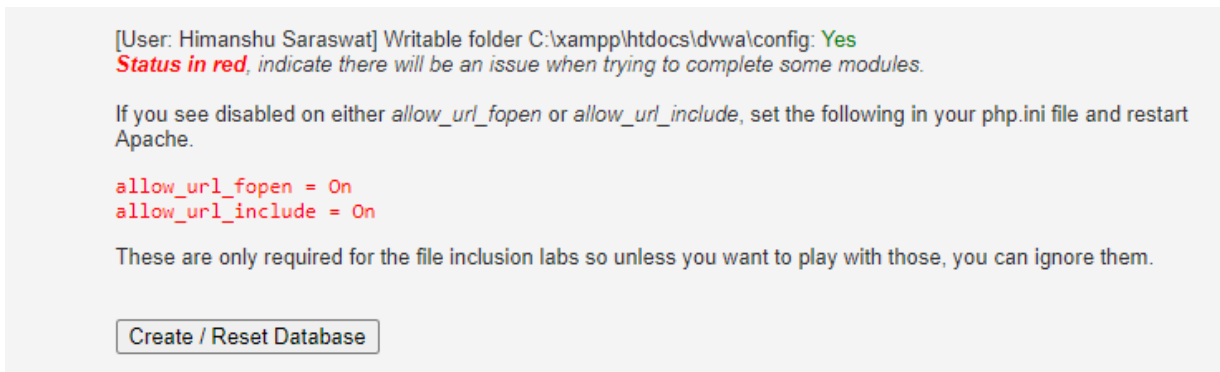 [User: Himanshu Saraswat] Writable folder C:\xampp\htdocs\dvwa\config: Yes
Status in red, indicate there will be an issue when trying to complete some modules.
If you see disabled on either allow_url_fopen or allow_url_include, set the following in your php.ini file and restart
Apache.
allow_url_fopen = On
allow_url_include = On
These are only required for the file inclusion labs so unless you want to play with those, you can ignore them.
Create / Reset Database